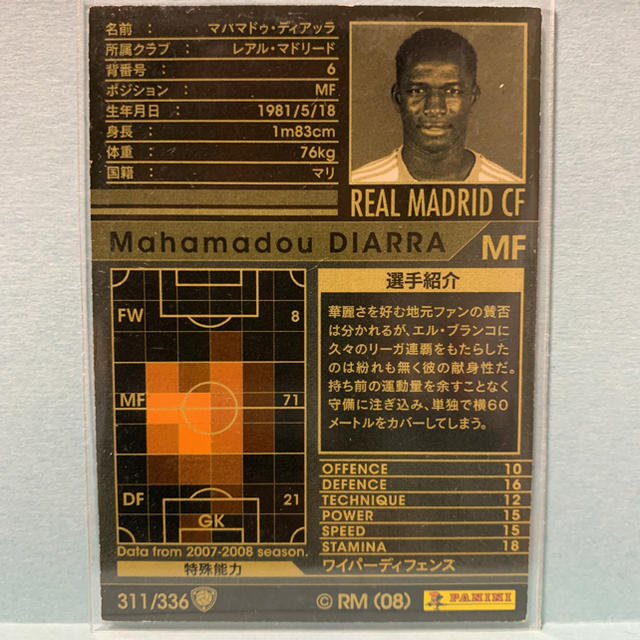 名前 : マハマドゥ・ディアッラ
所属クラブ : レアル・マドリード
背番号 : 6
ポジション : MF
生年月日 : 1981/5/18
身長 : 1m83cm
体重 : 76kg
国籍 : マリ
REAL MADRID CF
Mahamadou DIARRA MF
FW 8
MF 71
DF 21
GK
Data from 2007-2008 season.
選手紹介
華麗さを好む地元ファンの賛否
は分かれるが、エル・ブランコに
久々のリーガ連覇をもたらした
のは紛れも無く彼の献身性だ。
持ち前の運動量を余すことなく
守備に注ぎ込み、単独で横60
メートルをカバーしてしまう。
OFFENCE 10
DEFENCE 16
TECHNIQUE 12
POWER 15
SPEED 15
STAMINA 18
特殊能力 ワイパーディフェンス
311/336 © RM (08) PANINI